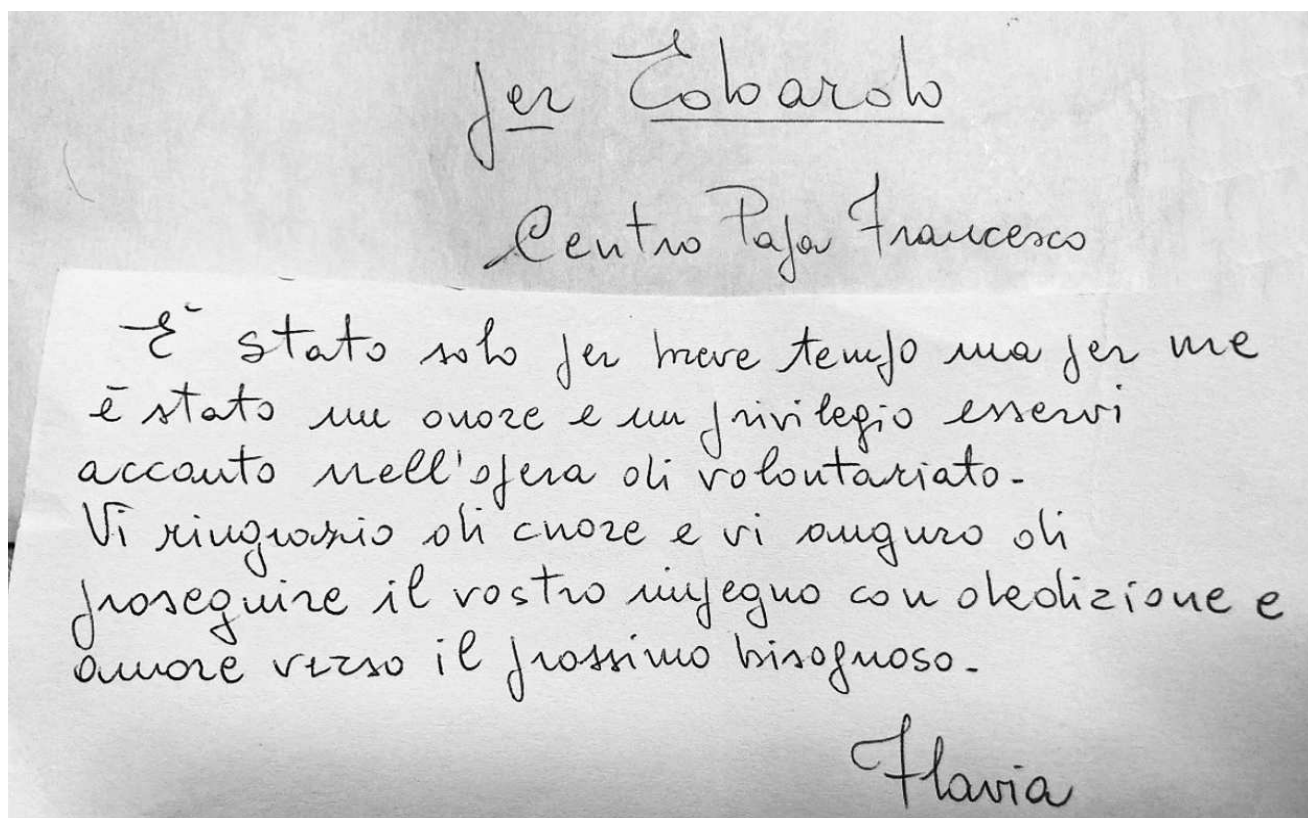 per Edoardo
Centro Papa Francesco
È stato solo per breve tempo ma per me
è stato un onore e un privilegio esservi
accanto nell'opera di volontariato.
Vi ringrazio di cuore e vi auguro di
proseguire il vostro impegno con dedizione e
amore verso il prossimo bisognoso.
Flavia